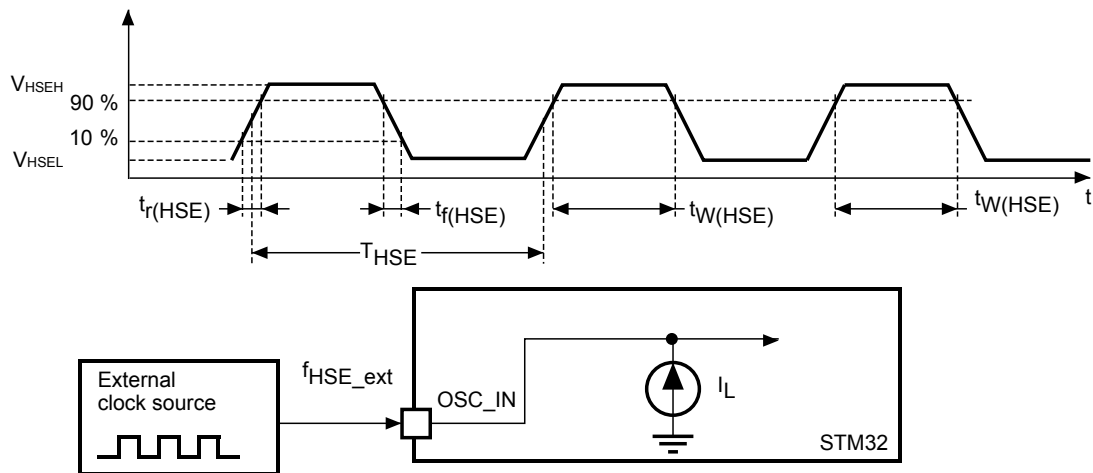 VHSEH
90 %
10 %
VHSEL
tr(HSE)
tf(HSE)
tW(HSE)
tW(HSE)
t
THSE
External
clock source
fHSE_ext
OSC_IN
IL
STM32